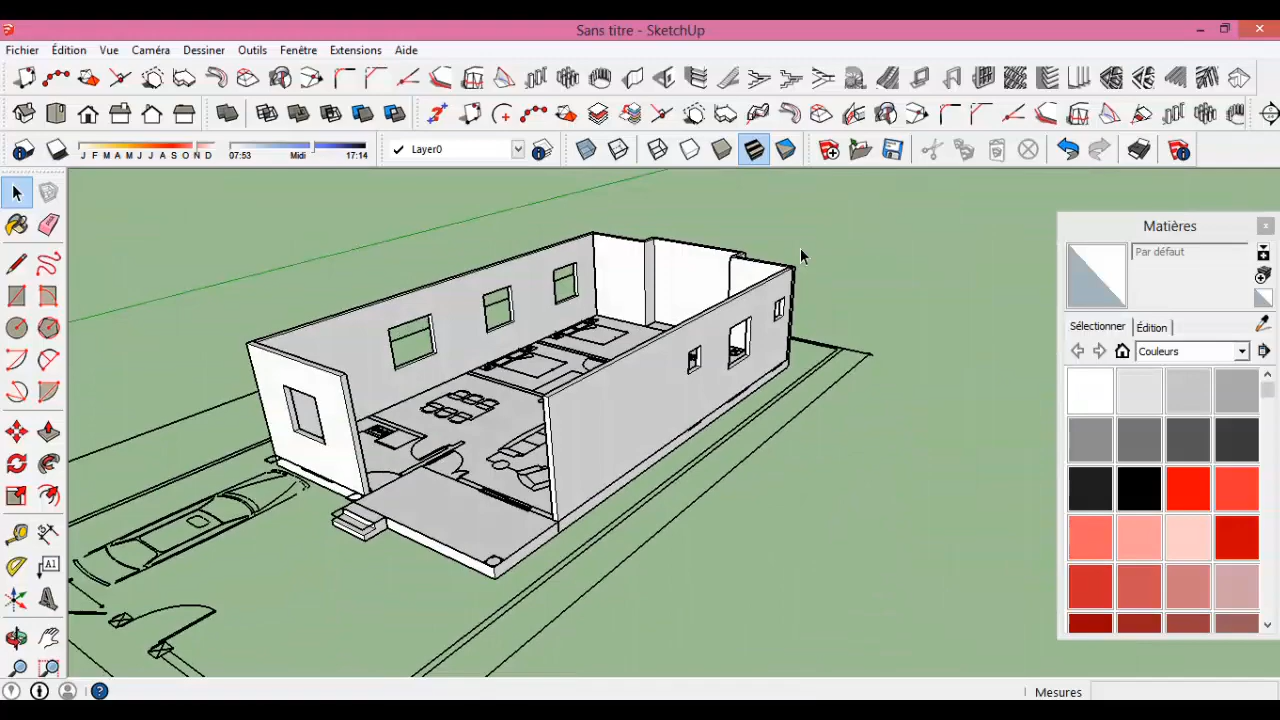 Sans titre - SketchUp
Fichier Édition Vue Caméra Dessiner Outils Fenêtre Extensions Aide
J F M A M J J A S O N D 07:53 Midi 17:14 Layer0
Matières
Par défaut
Sélectionner Édition
Couleurs
A1
Mesures